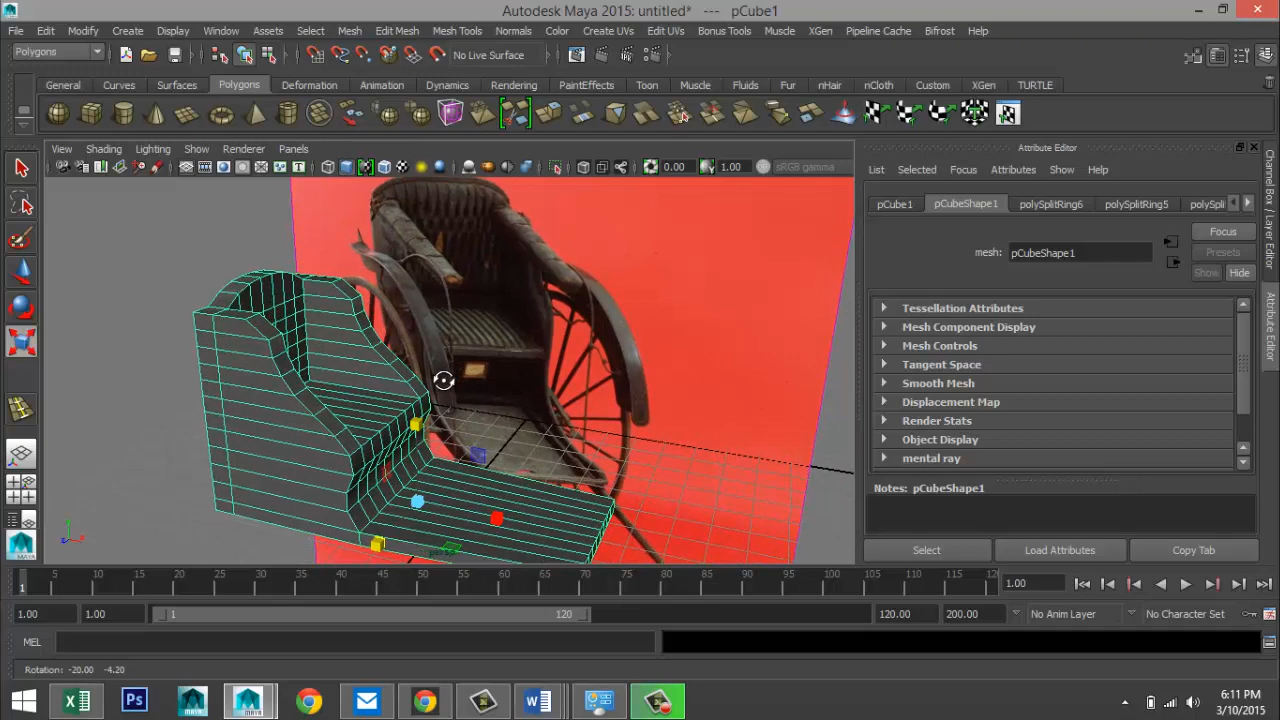 Autodesk Maya 2015: untitled*   ---   pCube1
File Edit Modify Create Display Window Assets Select Mesh Edit Mesh Mesh Tools Normals Color Create UVs Edit UVs Bonus Tools Muscle XGen Pipeline Cache Bifrost Help
Polygons No Live Surface
General Curves Surfaces Polygons Deformation Animation Dynamics Rendering PaintEffects Toon Muscle Fluids Fur nHair nCloth Custom XGen TURTLE
View Shading Lighting Show Renderer Panels
0.00 1.00 sRGB gamma
Attribute Editor
List Selected Focus Attributes Show Help
pCube1 pCubeShape1 polySplitRing6 polySplitRing5 polySpli
Focus
mesh: pCubeShape1
Presets
Show Hide
Tessellation Attributes
Mesh Component Display
Mesh Controls
Tangent Space
Smooth Mesh
Displacement Map
Render Stats
Object Display
mental ray
Notes: pCubeShape1
Select Load Attributes Copy Tab
Channel Box / Layer Editor
Attribute Editor
persp
1 5 10 15 20 25 30 35 40 45 50 55 60 65 70 75 80 85 90 95 100 105 110 115 12
1.00
1.00 1.00 1 120 120.00 200.00 No Anim Layer No Character Set
MEL
Rotation: -20.00 -4.20
6:11 PM
3/10/2015